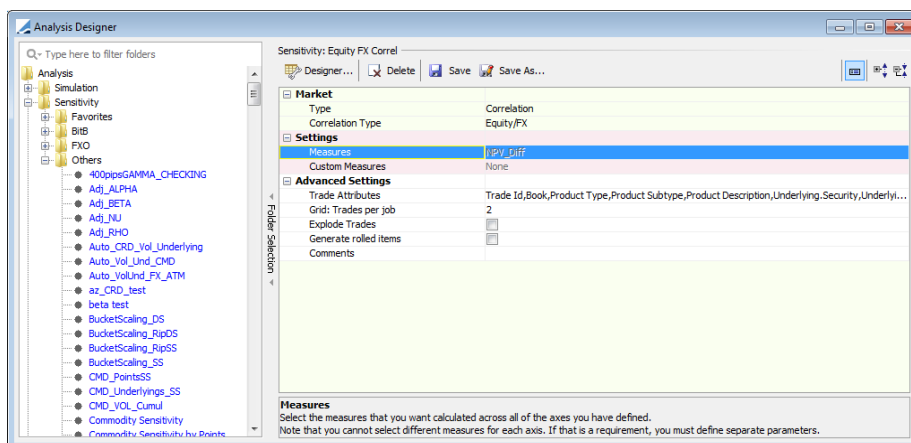 Analysis Designer
Type here to filter folders
Analysis
Simulation
Sensitivity
Favorites
BitB
FXO
Others
400pipsGAMMA_CHECKING
Adj_ALPHA
Adj_BETA
Adj_NU
Adj_RHO
Auto_CRD_Vol_Underlying
Auto_Vol_Und_CMD
Auto_VolUnd_FX_ATM
az_CRD_test
beta test
BucketScaling_DS
BucketScaling_RipDS
BucketScaling_RipSS
BucketScaling_SS
CMD_PointsSS
CMD_Underlyings_SS
CMD_VOL_Cumul
Commodity Sensitivity
Commodity Sensitivity by Points
Folder Selection
Sensitivity: Equity FX Correl
Designer... Delete Save Save As...
Market
Type Correlation
Correlation Type Equity/FX
Settings
Measures NPV_Diff
Custom Measures None
Advanced Settings
Trade Attributes Trade Id,Book,Product Type,Product Subtype,Product Description,Underlying.Security,Underlyi...
Grid: Trades per job 2
Explode Trades
Generate rolled items
Comments
Measures
Select the measures that you want calculated across all of the axes you have defined.
Note that you cannot select different measures for each axis. If that is a requirement, you must define separate parameters.